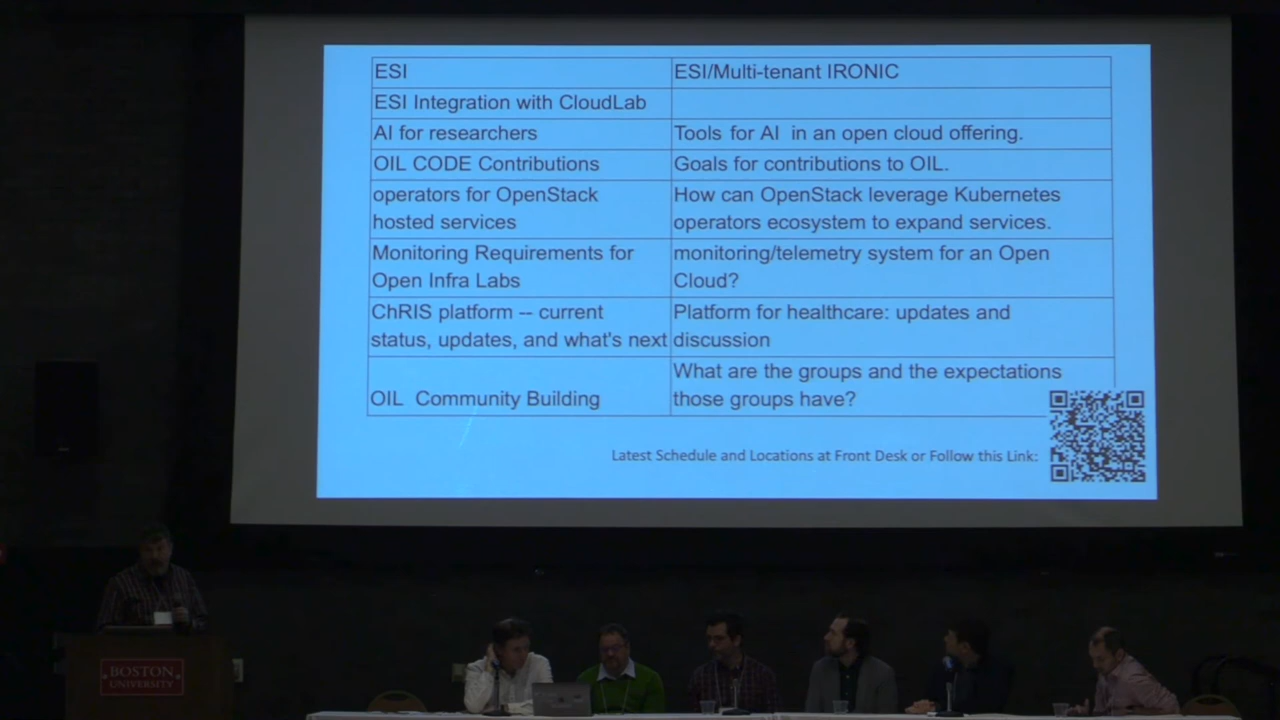 ESI ESI/Multi-tenant IRONIC
ESI Integration with CloudLab
AI for researchers Tools for AI in an open cloud offering.
OIL CODE Contributions Goals for contributions to OIL.
operators for OpenStack How can OpenStack leverage Kubernetes
hosted services operators ecosystem to expand services.
Monitoring Requirements for monitoring/telemetry system for an Open
Open Infra Labs Cloud?
ChRIS platform -- current Platform for healthcare: updates and
status, updates, and what's next discussion
What are the groups and the expectations
OIL Community Building those groups have?
Latest Schedule and Locations at Front Desk or Follow this Link:
BOSTON
UNIVERSITY